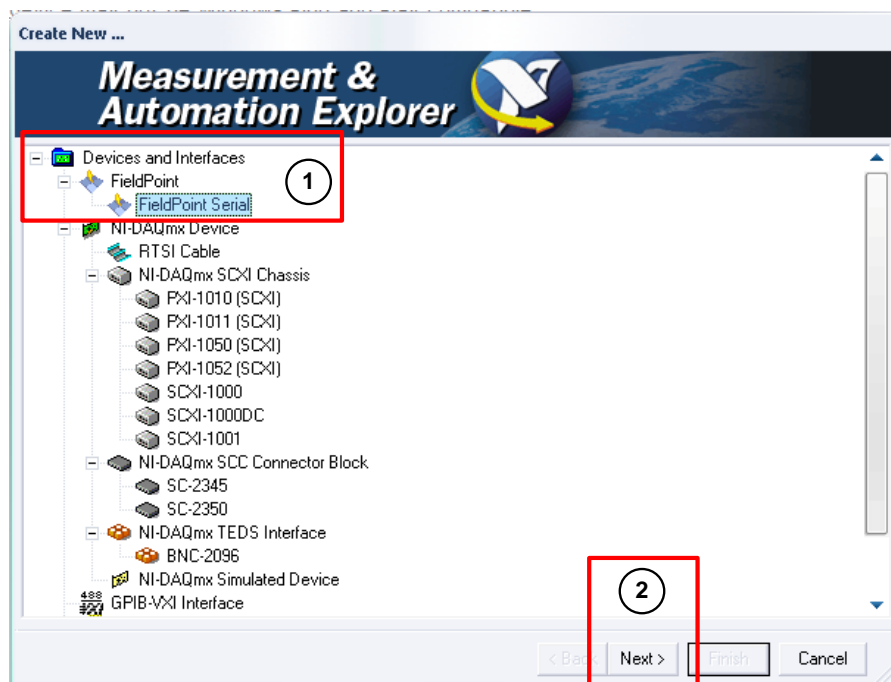 Create New ...
Measurement &
Automation Explorer
Devices and Interfaces
FieldPoint
1
FieldPoint Serial
NI-DAQmx Device
RTSI Cable
NI-DAQmx SCXI Chassis
PXI-1010 (SCXI)
PXI-1011 (SCXI)
PXI-1050 (SCXI)
PXI-1052 (SCXI)
SCXI-1000
SCXI-1000DC
SCXI-1001
NI-DAQmx SCC Connector Block
SC-2345
SC-2350
NI-DAQmx TEDS Interface
BNC-2096
NI-DAQmx Simulated Device
2
GPIB-VXI Interface
< Back Next > Finish Cancel